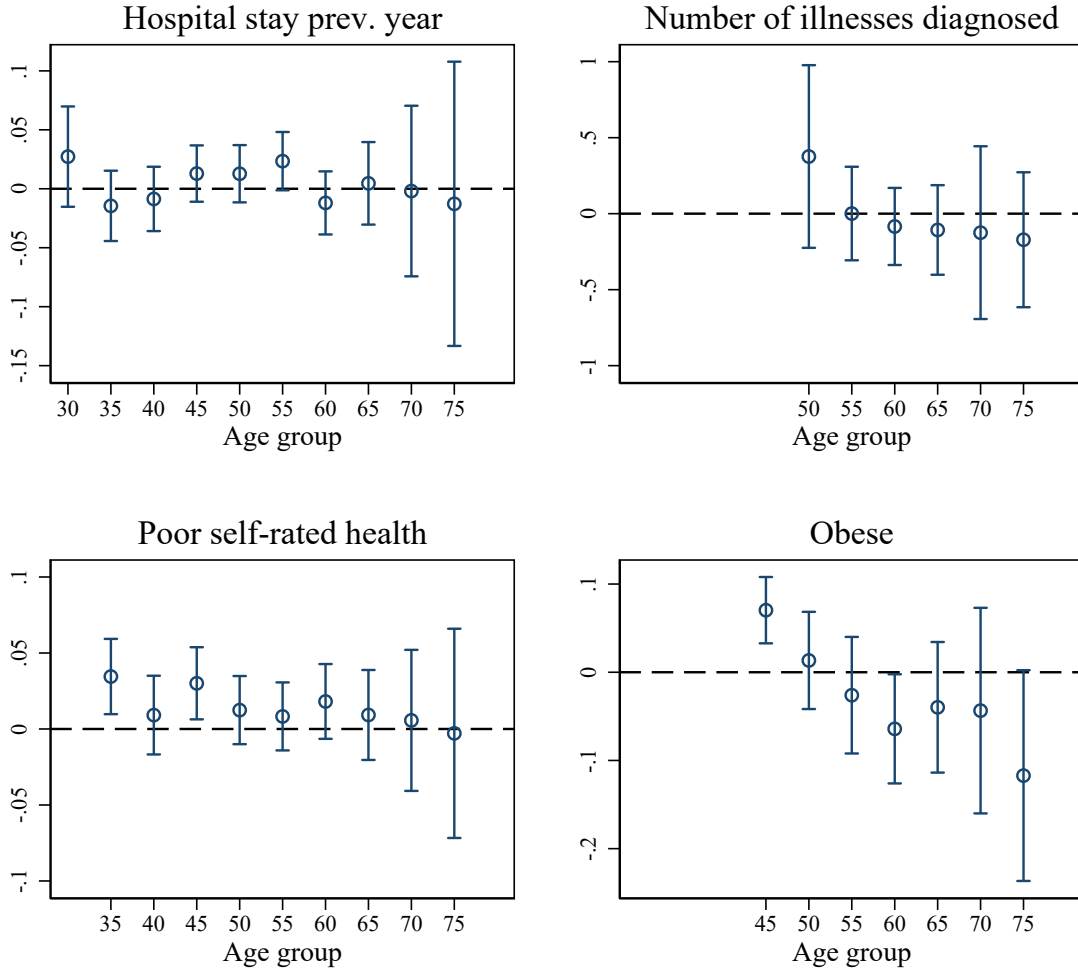 Hospital stay prev. year
.1
.05
0
-.05
-.1
-.15
30 35 40 45 50 55 60 65 70 75
Age group
Number of illnesses diagnosed
1
.5
0
-.5
-1
50 55 60 65 70 75
Age group
Poor self-rated health
.1
.05
0
-.05
-.1
35 40 45 50 55 60 65 70 75
Age group
Obese
.1
0
-.1
-.2
45 50 55 60 65 70 75
Age group